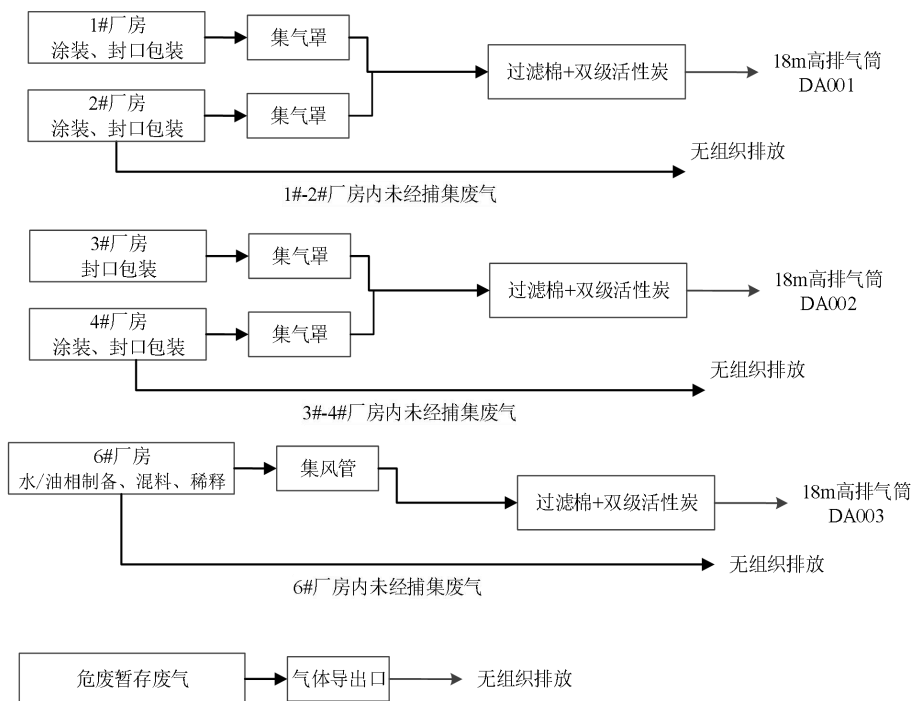 1#厂房
涂装、封口包装
集气罩
过滤棉+双级活性炭
18m高排气筒
DA001
2#厂房
涂装、封口包装
集气罩
无组织排放
1#-2#厂房内未经捕集废气
3#厂房
封口包装
集气罩
过滤棉+双级活性炭
18m高排气筒
DA002
4#厂房
涂装、封口包装
集气罩
无组织排放
3#-4#厂房内未经捕集废气
6#厂房
水/油相制备、混料、稀释
集风管
过滤棉+双级活性炭
18m高排气筒
DA003
无组织排放
6#厂房内未经捕集废气
危废暂存废气
气体导出口
无组织排放